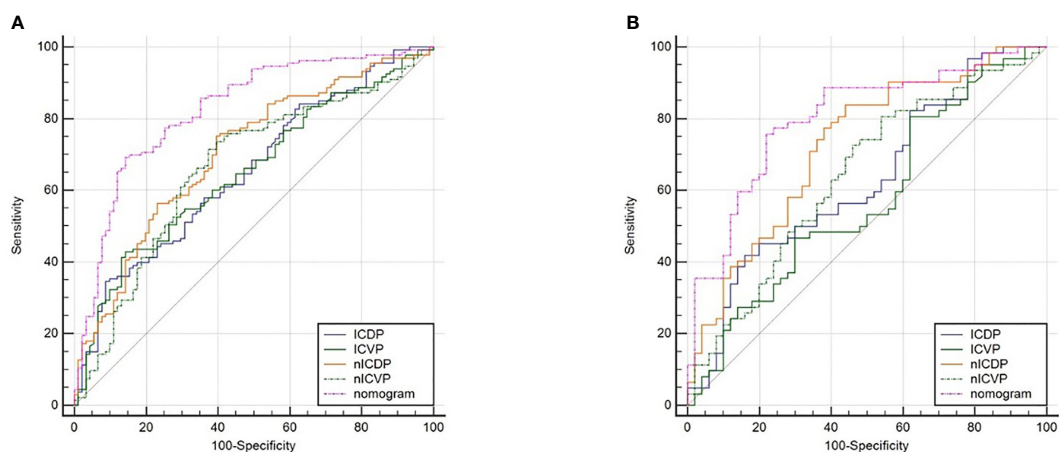 A
100
80
60
40
20
0
Sensitivity
0 20 40 60 80 100
100-Specificity
ICDP
ICVP
nICDP
nICVP
nomogram
B
100
80
60
40
20
0
Sensitivity
0 20 40 60 80 100
100-Specificity
ICDP
ICVP
nICDP
nICVP
nomogram